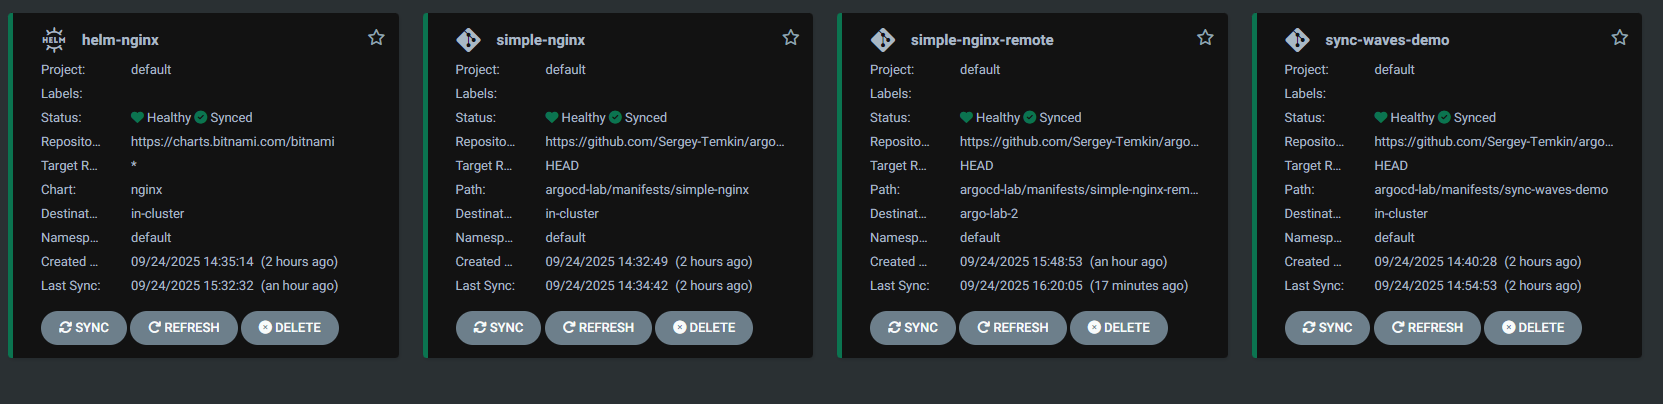 HELM helm-nginx
Project: default
Labels:
Status: Healthy Synced
Reposito... https://charts.bitnami.com/bitnami
Target R... *
Chart: nginx
Destinat... in-cluster
Namesp... default
Created ... 09/24/2025 14:35:14 (2 hours ago)
Last Sync: 09/24/2025 15:32:32 (an hour ago)
SYNC REFRESH DELETE
simple-nginx
Project: default
Labels:
Status: Healthy Synced
Reposito... https://github.com/Sergey-Temkin/argo...
Target R... HEAD
Path: argocd-lab/manifests/simple-nginx
Destinat... in-cluster
Namesp... default
Created ... 09/24/2025 14:32:49 (2 hours ago)
Last Sync: 09/24/2025 14:34:42 (2 hours ago)
SYNC REFRESH DELETE
simple-nginx-remote
Project: default
Labels:
Status: Healthy Synced
Reposito... https://github.com/Sergey-Temkin/argo...
Target R... HEAD
Path: argocd-lab/manifests/simple-nginx-rem...
Destinat... argo-lab-2
Namesp... default
Created ... 09/24/2025 15:48:53 (an hour ago)
Last Sync: 09/24/2025 16:20:05 (17 minutes ago)
SYNC REFRESH DELETE
sync-waves-demo
Project: default
Labels:
Status: Healthy Synced
Reposito... https://github.com/Sergey-Temkin/argo...
Target R... HEAD
Path: argocd-lab/manifests/sync-waves-demo
Destinat... in-cluster
Namesp... default
Created ... 09/24/2025 14:40:28 (2 hours ago)
Last Sync: 09/24/2025 14:54:53 (2 hours ago)
SYNC REFRESH DELETE